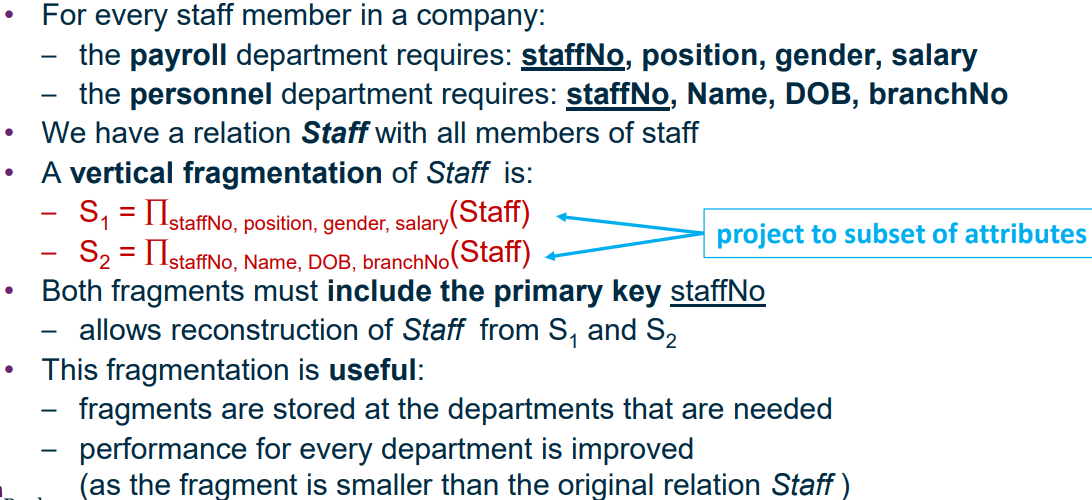 • For every staff member in a company:
– the payroll department requires: staffNo, position, gender, salary
– the personnel department requires: staffNo, Name, DOB, branchNo
• We have a relation Staff with all members of staff
• A vertical fragmentation of Staff is:
– S1 = ∏staffNo, position, gender, salary(Staff)
– S2 = ∏staffNo, Name, DOB, branchNo(Staff)
project to subset of attributes
• Both fragments must include the primary key staffNo
– allows reconstruction of Staff from S1 and S2
• This fragmentation is useful:
– fragments are stored at the departments that are needed
– performance for every department is improved
(as the fragment is smaller than the original relation Staff )